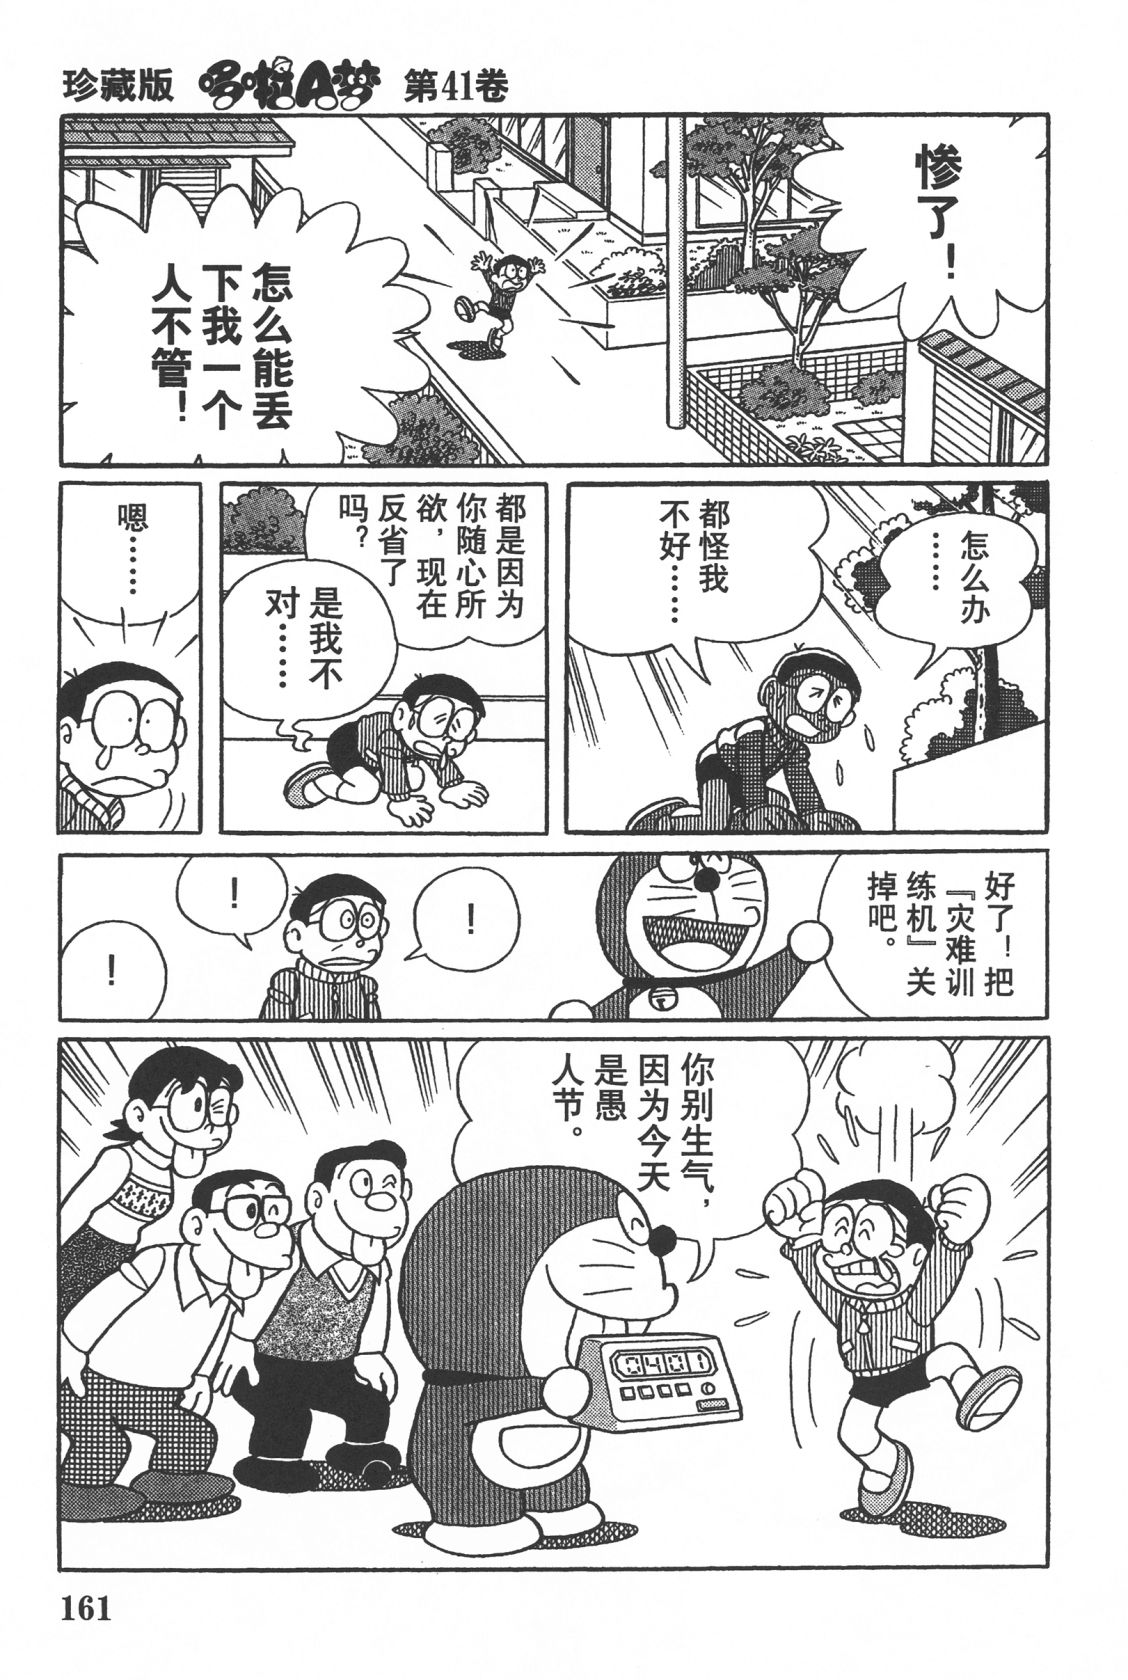 珍藏版 哆啦A梦 第41卷
惨了！
怎么能丢
下我一个
人不管！
怎么办
……
都怪我
不好……
都是因为
你随心所
欲，现在
反省了
吗？
是我不
对……
嗯……
好了！把
『灾难训
练机』关
掉吧。
！
！
！
你别生气，
因为今天
是愚
人节。
0401
161